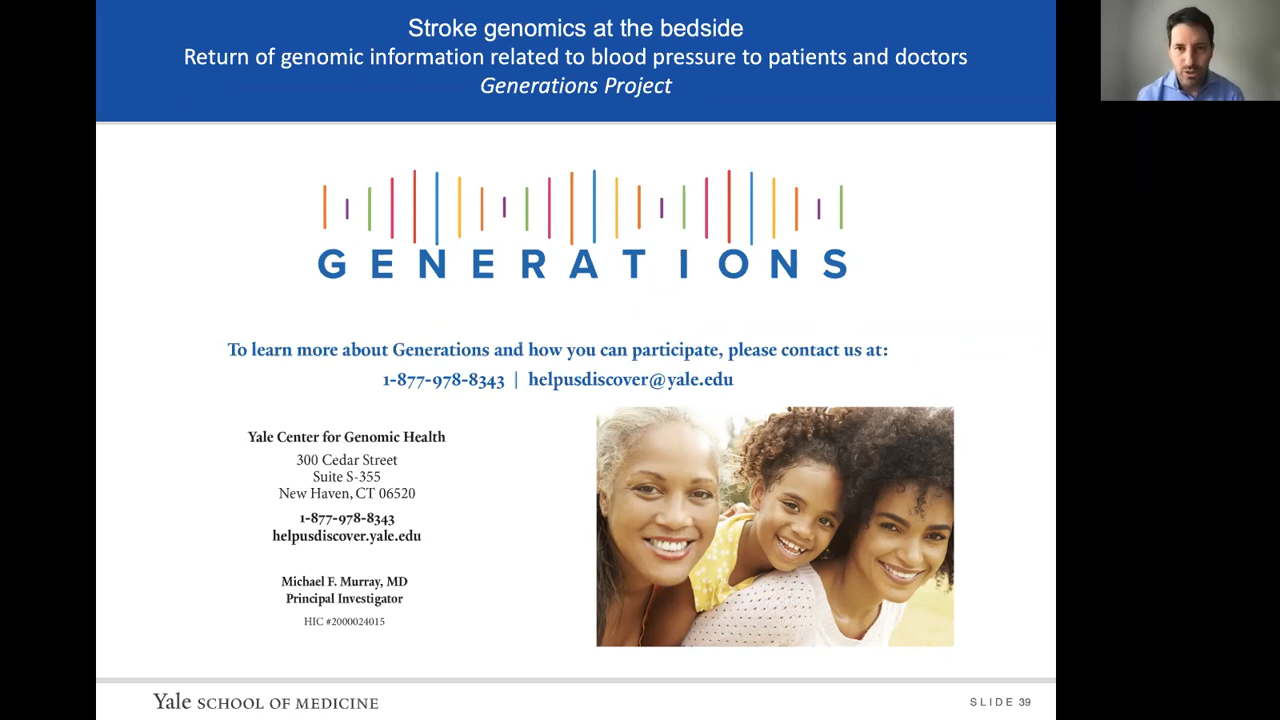 Stroke genomics at the bedside
Return of genomic information related to blood pressure to patients and doctors
Generations Project
GENERATIONS
To learn more about Generations and how you can participate, please contact us at:
1-877-978-8343 | helpusdiscover@yale.edu
Yale Center for Genomic Health
300 Cedar Street
Suite S-355
New Haven, CT 06520
1-877-978-8343
helpusdiscover.yale.edu
Michael F. Murray, MD
Principal Investigator
HIC #2000024015
Yale SCHOOL OF MEDICINE
SLIDE 39